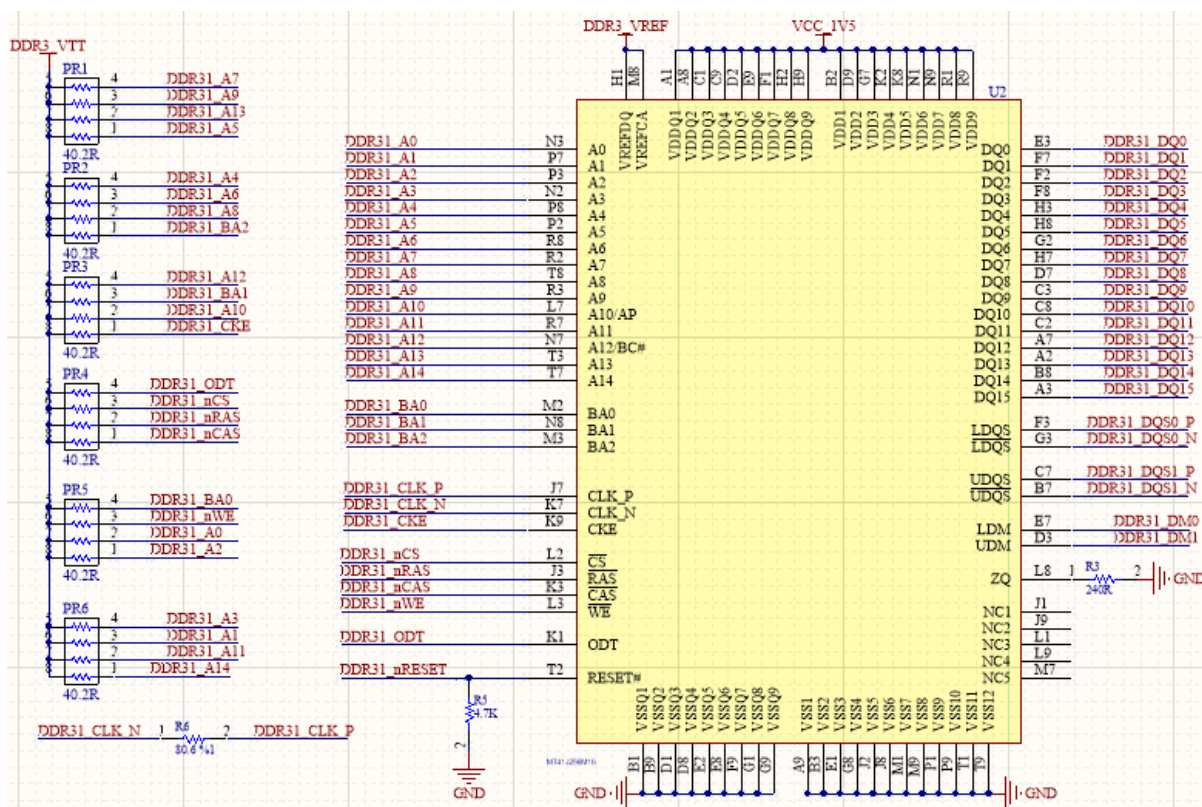 DDR3_VTT
PR1
4 DDR31_A7
3 DDR31_A9
2 DDR31_A13
1 DDR31_A5
40.2R
PR2
4 DDR31_A4
3 DDR31_A6
2 DDR31_A8
1 DDR31_BA2
40.2R
PR3
4 DDR31_A12
3 DDR31_BA1
2 DDR31_A10
1 DDR31_CKE
40.2R
PR4
4 DDR31_ODT
3 DDR31_nCS
2 DDR31_nRAS
1 DDR31_nCAS
40.2R
PR5
4 DDR31_BA0
3 DDR31_nWE
2 DDR31_A0
1 DDR31_A2
40.2R
PR6
4 DDR31_A3
3 DDR31_A1
2 DDR31_A11
1 DDR31_A14
40.2R
DDR31_CLK_N 1 R6 2 DDR31_CLK_P
80.6 %1
DDR3_VREF VCC_1V5
H1 M8 A1 A8 C1 C9 D2 E9 F1 H2 H9 B2 D9 G7 K2 K8 N1 N9 R1 R9
U2
VREFDQ VREFCA VDDQ1 VDDQ2 VDDQ3 VDDQ4 VDDQ5 VDDQ6 VDDQ7 VDDQ8 VDDQ9 VDD1 VDD2 VDD3 VDD4 VDD5 VDD6 VDD7 VDD8 VDD9
DDR31_A0 N3 A0
DDR31_A1 P7 A1
DDR31_A2 P3 A2
DDR31_A3 N2 A3
DDR31_A4 P8 A4
DDR31_A5 P2 A5
DDR31_A6 R8 A6
DDR31_A7 R2 A7
DDR31_A8 T8 A8
DDR31_A9 R3 A9
DDR31_A10 L7 A10/AP
DDR31_A11 R7 A11
DDR31_A12 N7 A12/BC#
DDR31_A13 T3 A13
DDR31_A14 T7 A14
DDR31_BA0 M2 BA0
DDR31_BA1 N8 BA1
DDR31_BA2 M3 BA2
DDR31_CLK_P J7 CLK_P
DDR31_CLK_N K7 CLK_N
DDR31_CKE K9 CKE
DDR31_nCS L2 CS
DDR31_nRAS J3 RAS
DDR31_nCAS K3 CAS
DDR31_nWE L3 WE
DDR31_ODT K1 ODT
DDR31_nRESET T2 RESET#
R5
4.7K
2
GND
DQ0 E3 DDR31_DQ0
DQ1 F7 DDR31_DQ1
DQ2 F2 DDR31_DQ2
DQ3 F8 DDR31_DQ3
DQ4 H3 DDR31_DQ4
DQ5 H8 DDR31_DQ5
DQ6 G2 DDR31_DQ6
DQ7 H7 DDR31_DQ7
DQ8 D7 DDR31_DQ8
DQ9 C3 DDR31_DQ9
DQ10 C8 DDR31_DQ10
DQ11 C2 DDR31_DQ11
DQ12 A7 DDR31_DQ12
DQ13 A2 DDR31_DQ13
DQ14 B8 DDR31_DQ14
DQ15 A3 DDR31_DQ15
LDQS F3 DDR31_DQS0_P
LDQS G3 DDR31_DQS0_N
UDQS C7 DDR31_DQS1_P
UDQS B7 DDR31_DQS1_N
LDM E7 DDR31_DM0
UDM D3 DDR31_DM1
ZQ L8 1 R3 2 GND
240R
NC1 J1
NC2 J9
NC3 L1
NC4 L9
NC5 M7
VSSQ1 VSSQ2 VSSQ3 VSSQ4 VSSQ5 VSSQ6 VSSQ7 VSSQ8 VSSQ9 VSS1 VSS2 VSS3 VSS4 VSS5 VSS6 VSS7 VSS8 VSS9 VSS10 VSS11 VSS12
B1 B9 D1 D8 E2 E8 F9 G1 G9 A9 B3 E1 G8 J2 J8 M1 M9 P1 P9 T1 T9
GND GND